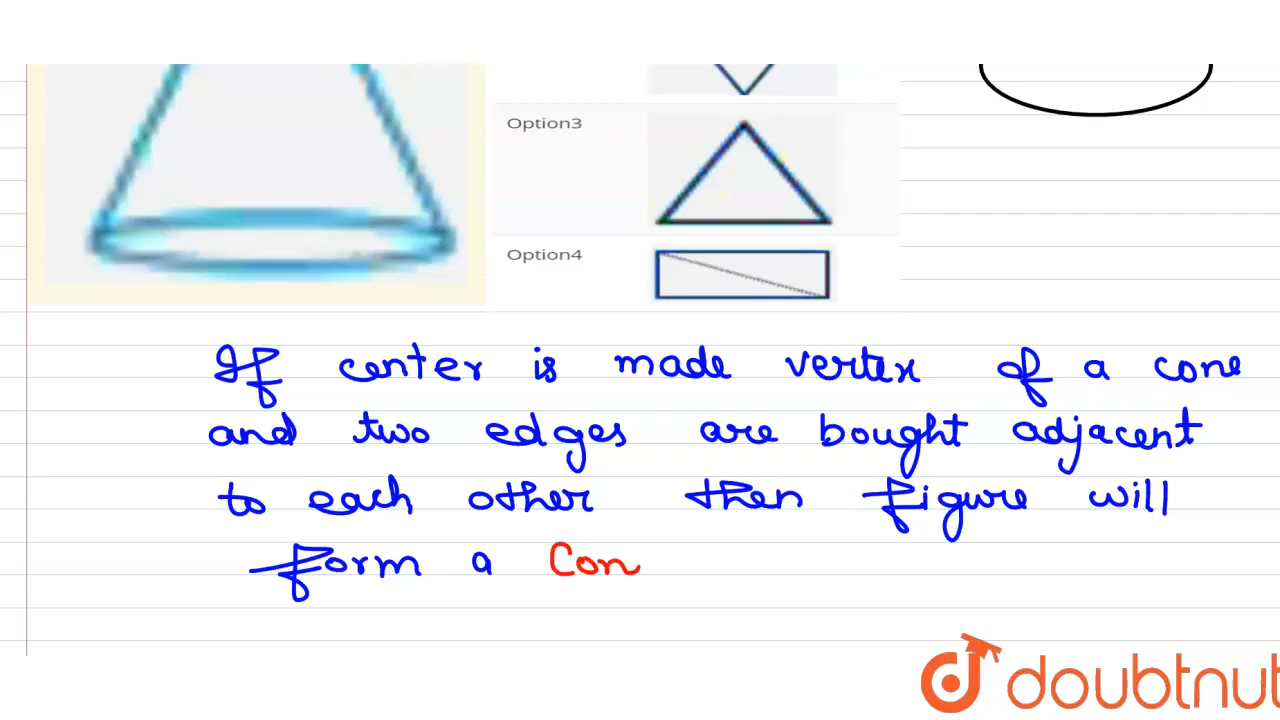 Option3
Option4
If center is made vertex of a cone
and two edges are bought adjacent
to each other then figure will
form a Con
doubtnut